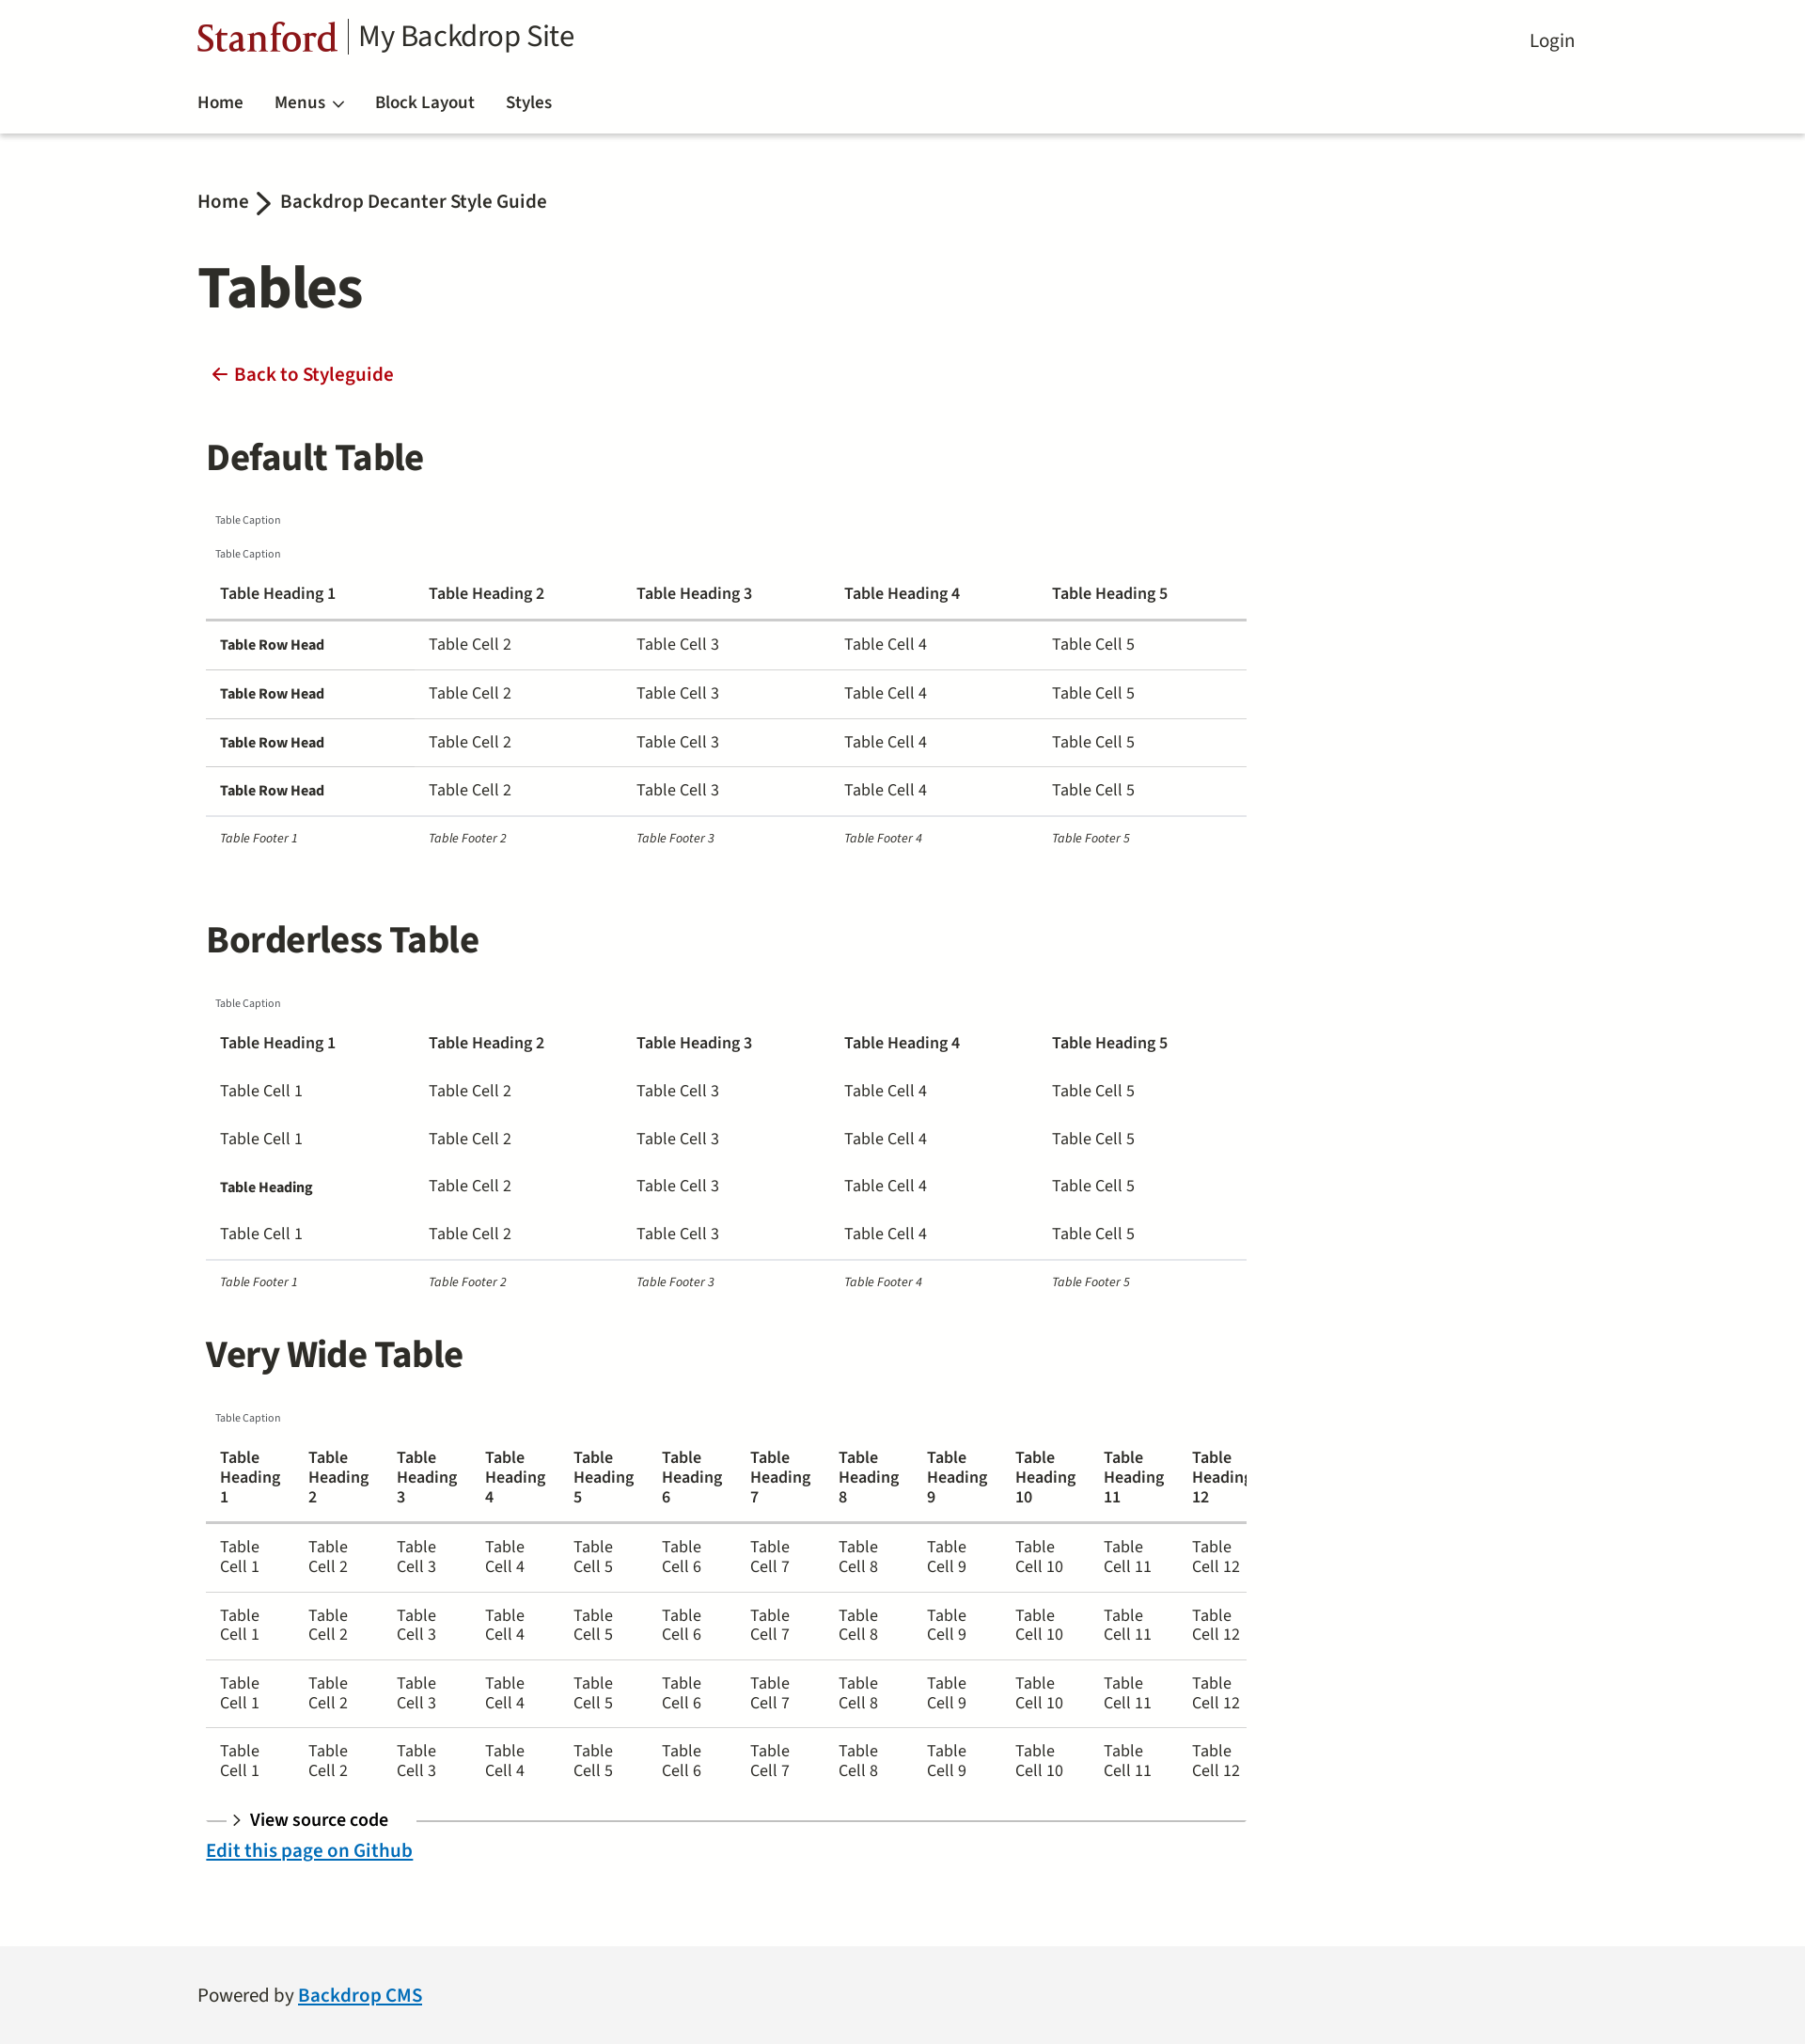 Stanford My Backdrop Site
Login
Home Menus Block Layout Styles
Home Backdrop Decanter Style Guide
Tables
← Back to Styleguide
Default Table
Table Caption
Table Caption
Table Heading 1 Table Heading 2 Table Heading 3 Table Heading 4 Table Heading 5
Table Row Head Table Cell 2 Table Cell 3 Table Cell 4 Table Cell 5
Table Row Head Table Cell 2 Table Cell 3 Table Cell 4 Table Cell 5
Table Row Head Table Cell 2 Table Cell 3 Table Cell 4 Table Cell 5
Table Row Head Table Cell 2 Table Cell 3 Table Cell 4 Table Cell 5
Table Footer 1 Table Footer 2 Table Footer 3 Table Footer 4 Table Footer 5
Borderless Table
Table Caption
Table Heading 1 Table Heading 2 Table Heading 3 Table Heading 4 Table Heading 5
Table Cell 1 Table Cell 2 Table Cell 3 Table Cell 4 Table Cell 5
Table Cell 1 Table Cell 2 Table Cell 3 Table Cell 4 Table Cell 5
Table Heading Table Cell 2 Table Cell 3 Table Cell 4 Table Cell 5
Table Cell 1 Table Cell 2 Table Cell 3 Table Cell 4 Table Cell 5
Table Footer 1 Table Footer 2 Table Footer 3 Table Footer 4 Table Footer 5
Very Wide Table
Table Caption
Table Table Table Table Table Table Table Table Table Table Table Table
Heading Heading Heading Heading Heading Heading Heading Heading Heading Heading Heading Heading
1 2 3 4 5 6 7 8 9 10 11 12
Table Table Table Table Table Table Table Table Table Table Table Table
Cell 1 Cell 2 Cell 3 Cell 4 Cell 5 Cell 6 Cell 7 Cell 8 Cell 9 Cell 10 Cell 11 Cell 12
Table Table Table Table Table Table Table Table Table Table Table Table
Cell 1 Cell 2 Cell 3 Cell 4 Cell 5 Cell 6 Cell 7 Cell 8 Cell 9 Cell 10 Cell 11 Cell 12
Table Table Table Table Table Table Table Table Table Table Table Table
Cell 1 Cell 2 Cell 3 Cell 4 Cell 5 Cell 6 Cell 7 Cell 8 Cell 9 Cell 10 Cell 11 Cell 12
Table Table Table Table Table Table Table Table Table Table Table Table
Cell 1 Cell 2 Cell 3 Cell 4 Cell 5 Cell 6 Cell 7 Cell 8 Cell 9 Cell 10 Cell 11 Cell 12
View source code
Edit this page on Github
Powered by Backdrop CMS